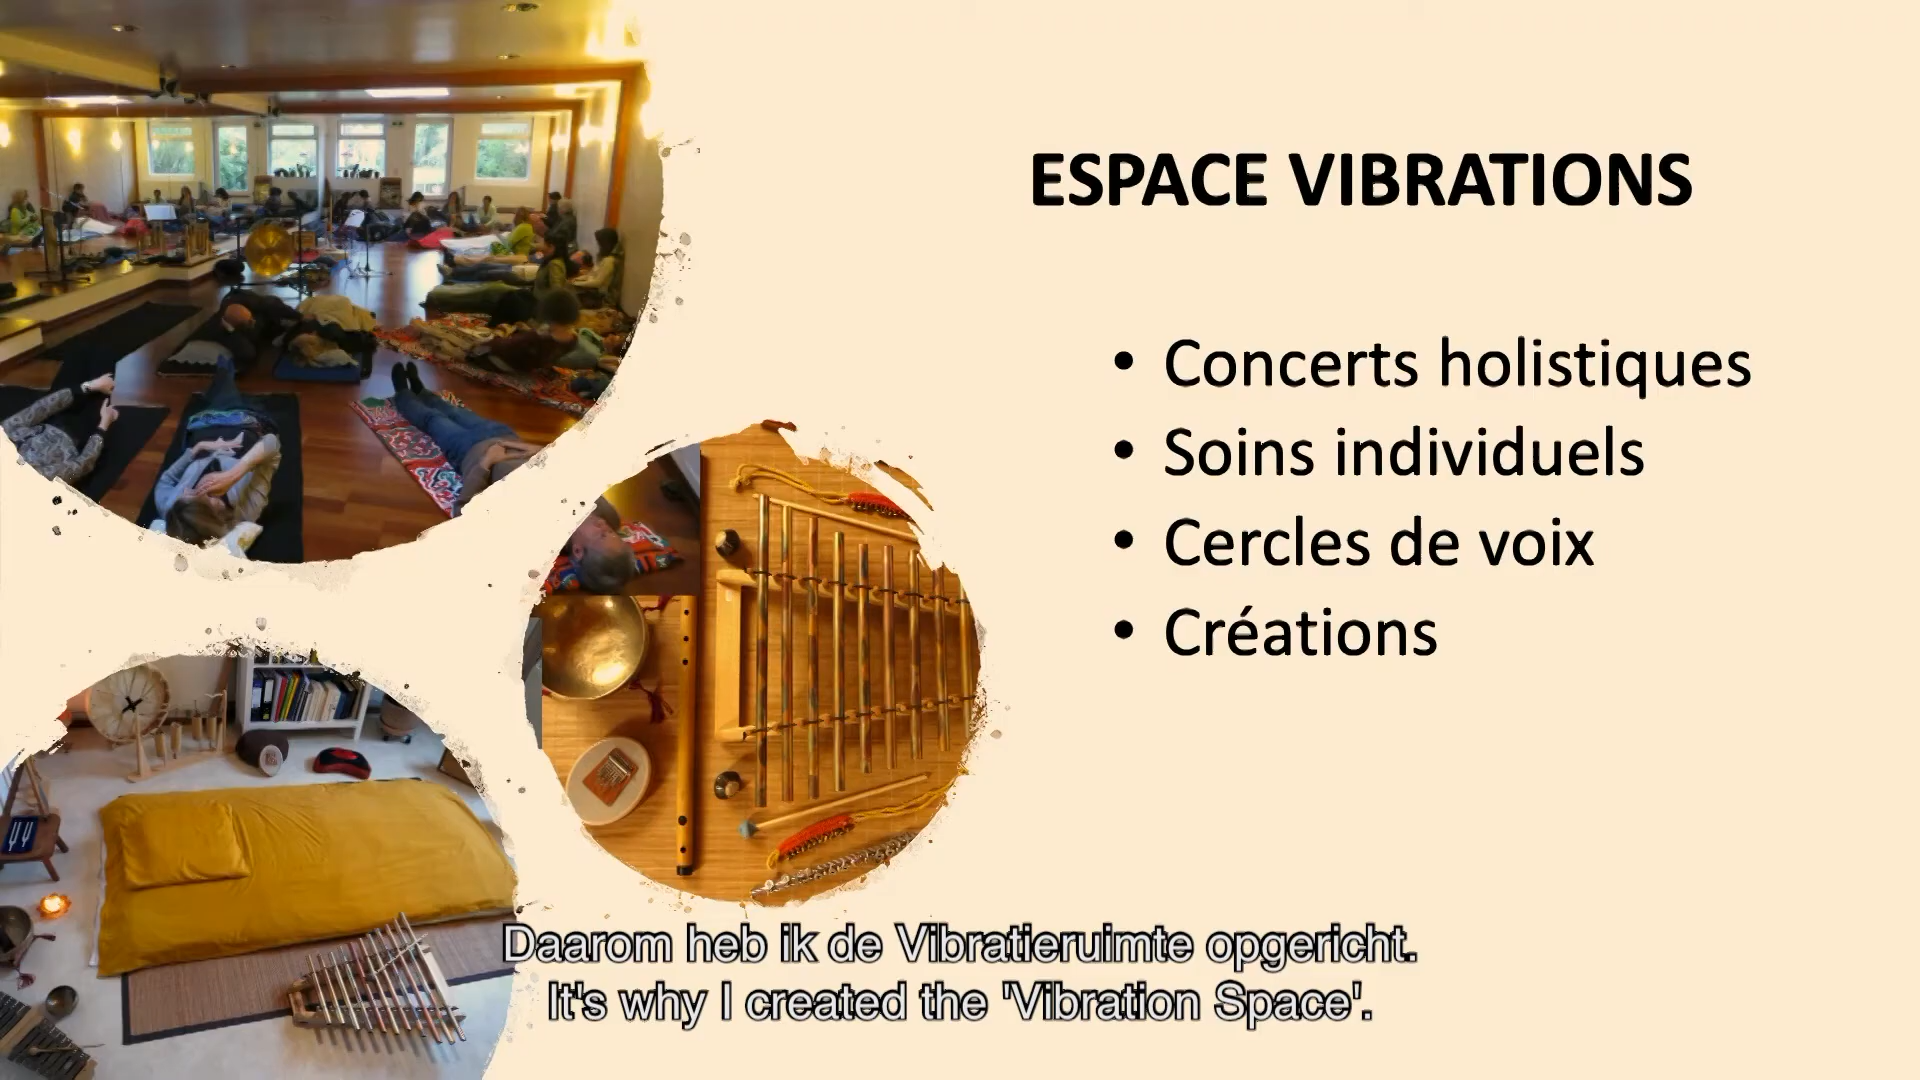 ESPACE VIBRATIONS
• Concerts holistiques
• Soins individuels
• Cercles de voix
• Créations
Daarom heb ik de Vibratieruimte opgericht.
It's why I created the 'Vibration Space'.